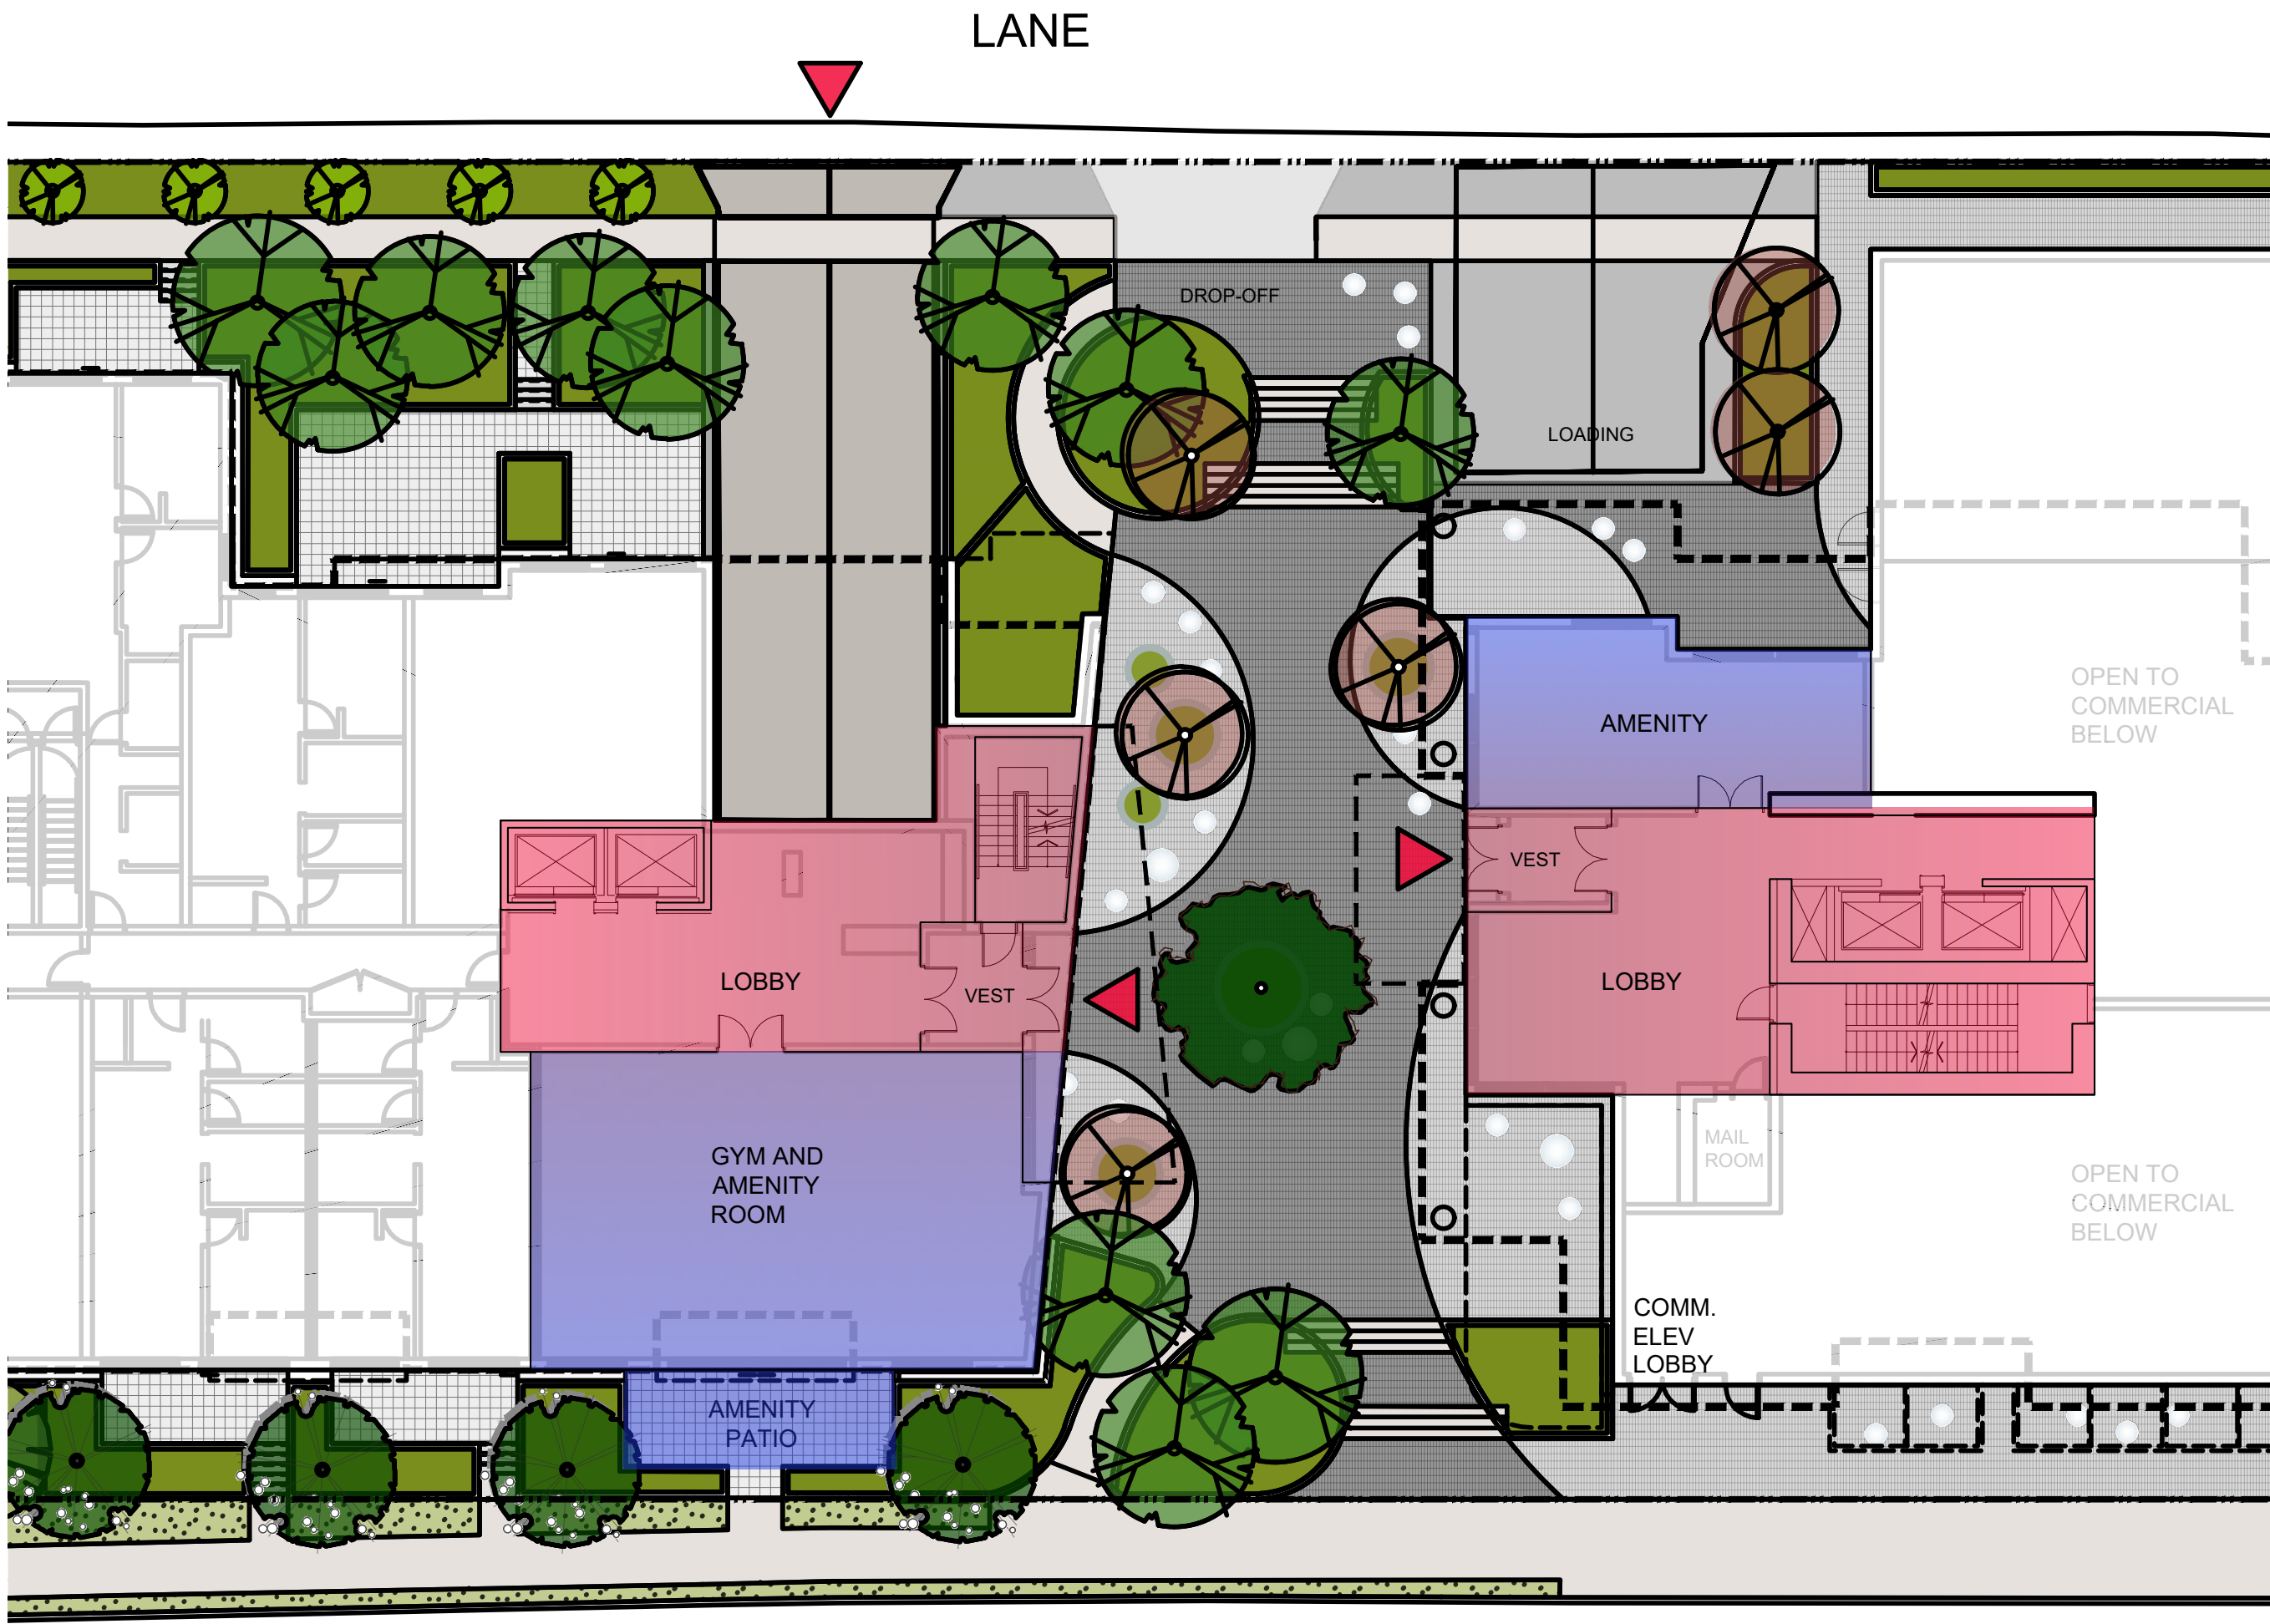 LANE
DROP-OFF
LOADING
OPEN TO
COMMERCIAL
BELOW
AMENITY
VEST
LOBBY
VEST
LOBBY
MAIL
ROOM
GYM AND
AMENITY
ROOM
OPEN TO
COMMERCIAL
BELOW
COMM.
ELEV
LOBBY
AMENITY
PATIO